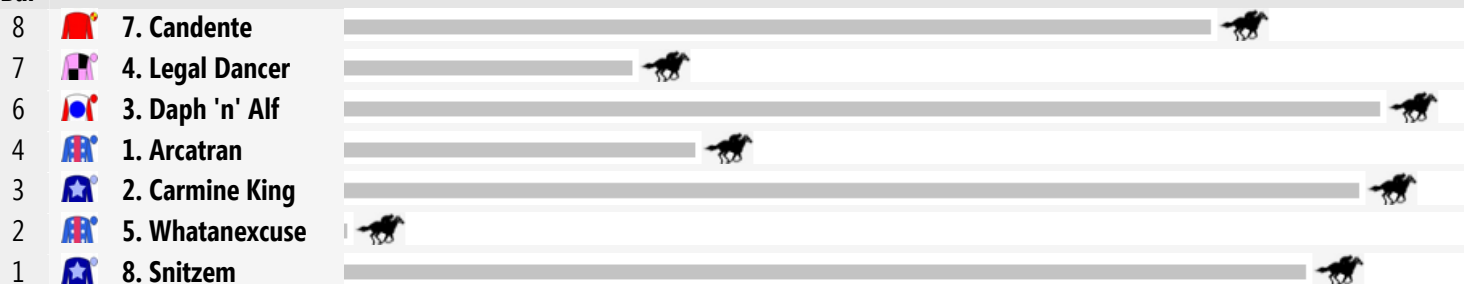 8 7. Candente
7 4. Legal Dancer
6 3. Daph 'n' Alf
4 1. Arcatran
3 2. Carmine King
2 5. Whatanexcuse
1 8. Snitzem